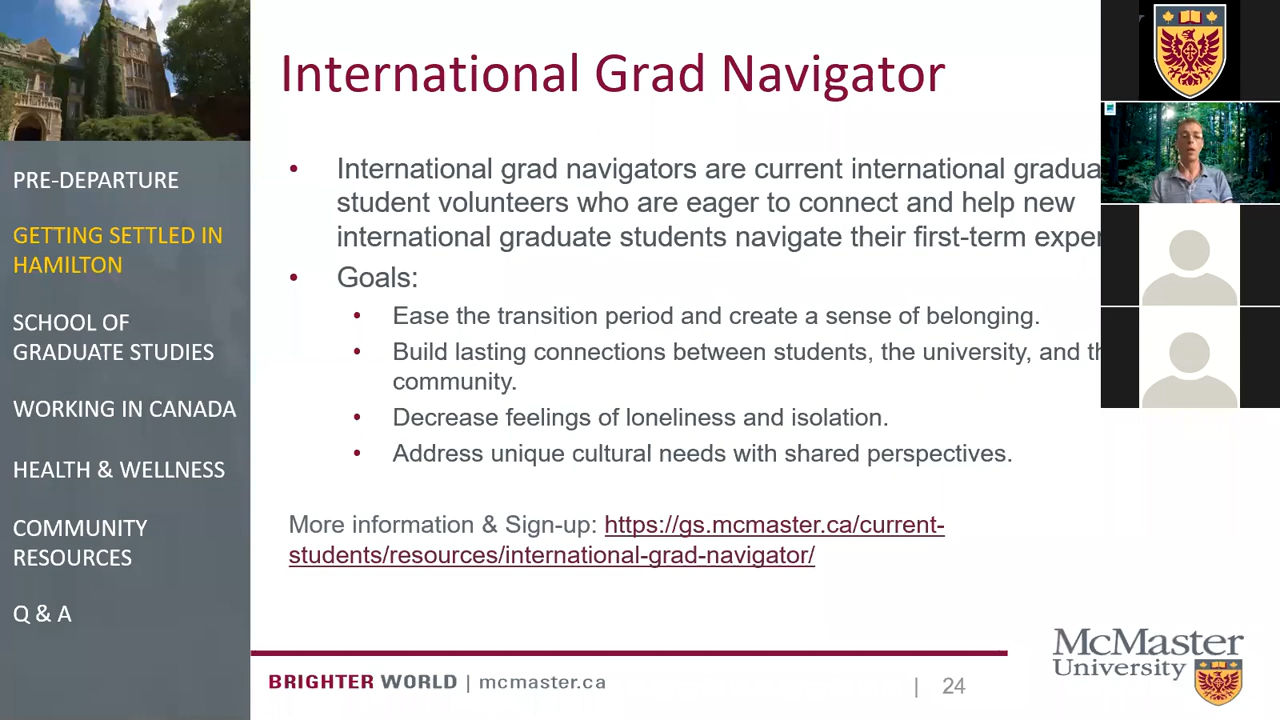 International Grad Navigator
PRE-DEPARTURE
GETTING SETTLED IN
HAMILTON
SCHOOL OF
GRADUATE STUDIES
WORKING IN CANADA
HEALTH & WELLNESS
COMMUNITY
RESOURCES
Q & A
• International grad navigators are current international
student volunteers who are eager to connect and help new
international graduate students navigate their first-term
• Goals:
• Ease the transition period and create a sense of belonging.
• Build lasting connections between students, the university, and
community.
• Decrease feelings of loneliness and isolation.
• Address unique cultural needs with shared perspectives.
More information & Sign-up: https://gs.mcmaster.ca/current-
students/resources/international-grad-navigator/
BRIGHTER WORLD | mcmaster.ca
| 24
McMaster
University